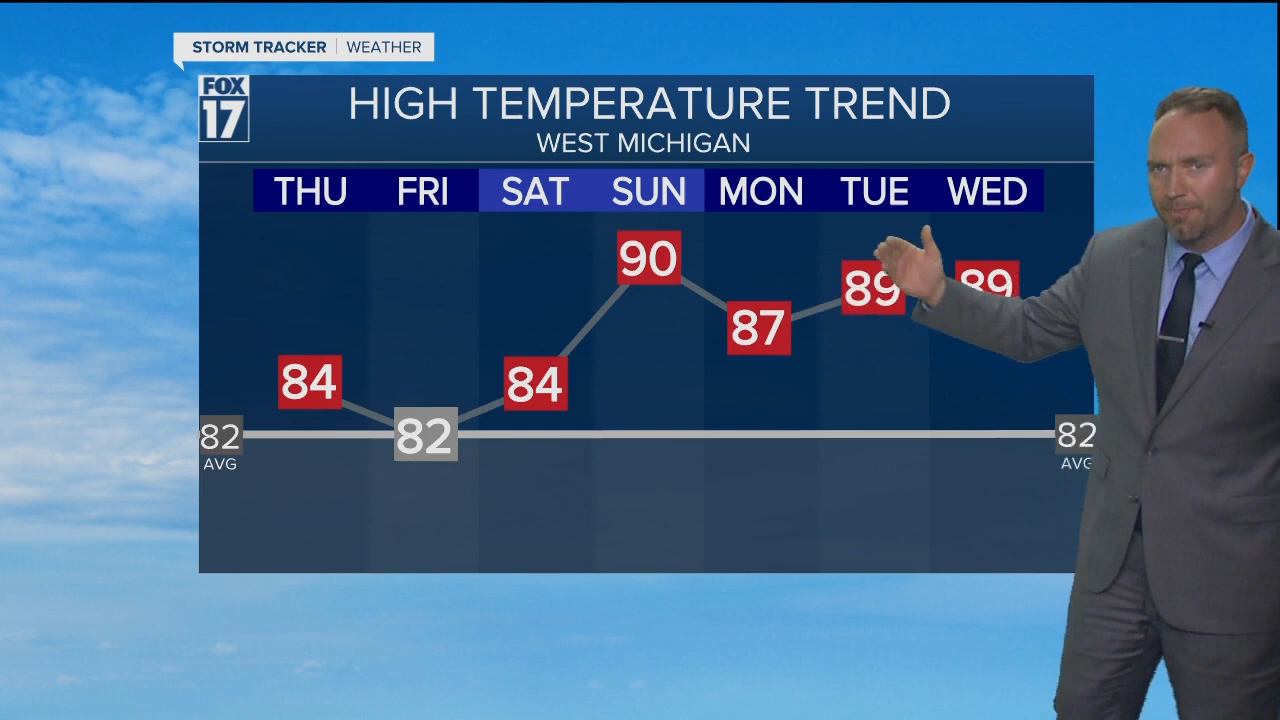 STORM TRACKER | WEATHER
FOX
17
HIGH TEMPERATURE TREND
WEST MICHIGAN
THU FRI SAT SUN MON TUE WED
90
89 89
87
84 84
82 82 82
AVG AVG